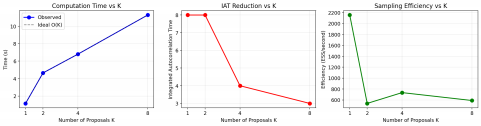 Computation Time vs K
Observed
Ideal O(K)
Time (s)
10
8
6
4
2
1
2
4
8
Number of Proposals K
IAT Reduction vs K
Integrated Autocorrelation Time
8
7
6
5
4
3
1
2
4
8
Number of Proposals K
Sampling Efficiency vs K
Efficiency (ESS/second)
2200
2000
1800
1600
1400
1200
1000
800
600
1
2
4
8
Number of Proposals K